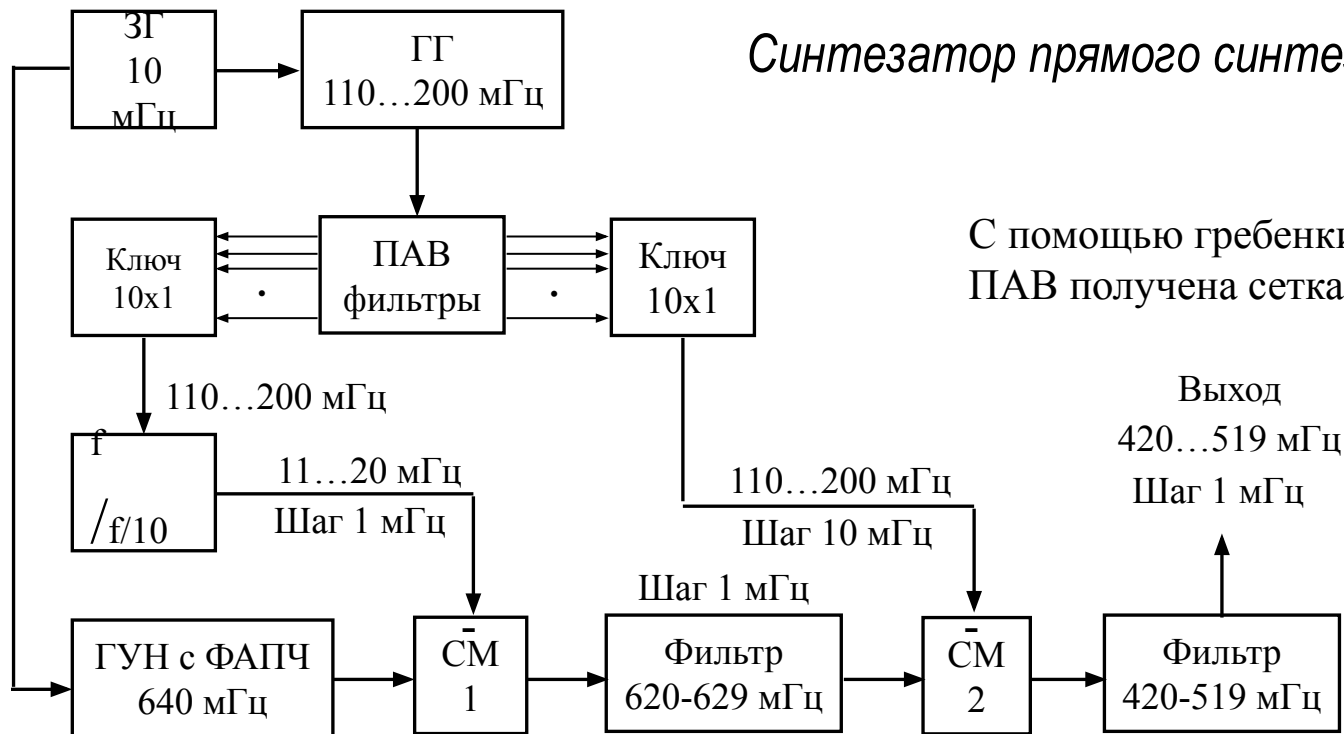 ЗГ
10
мГц
ГГ
110...200 мГц
Синтезатор прямого
Ключ
10х1
ПАВ
фильтры
Ключ
10х1
С помощью
ПАВ получена сетка
110...200 мГц
f
/f/10
11...20 мГц
Шаг 1 мГц
110...200 мГц
Шаг 10 мГц
Выход
420...519 мГц
Шаг 1 мГц
Шаг 1 мГц
ГУН с ФАПЧ
640 мГц
-
СМ
1
Фильтр
620-629 мГц
-
СМ
2
Фильтр
420-519 мГц